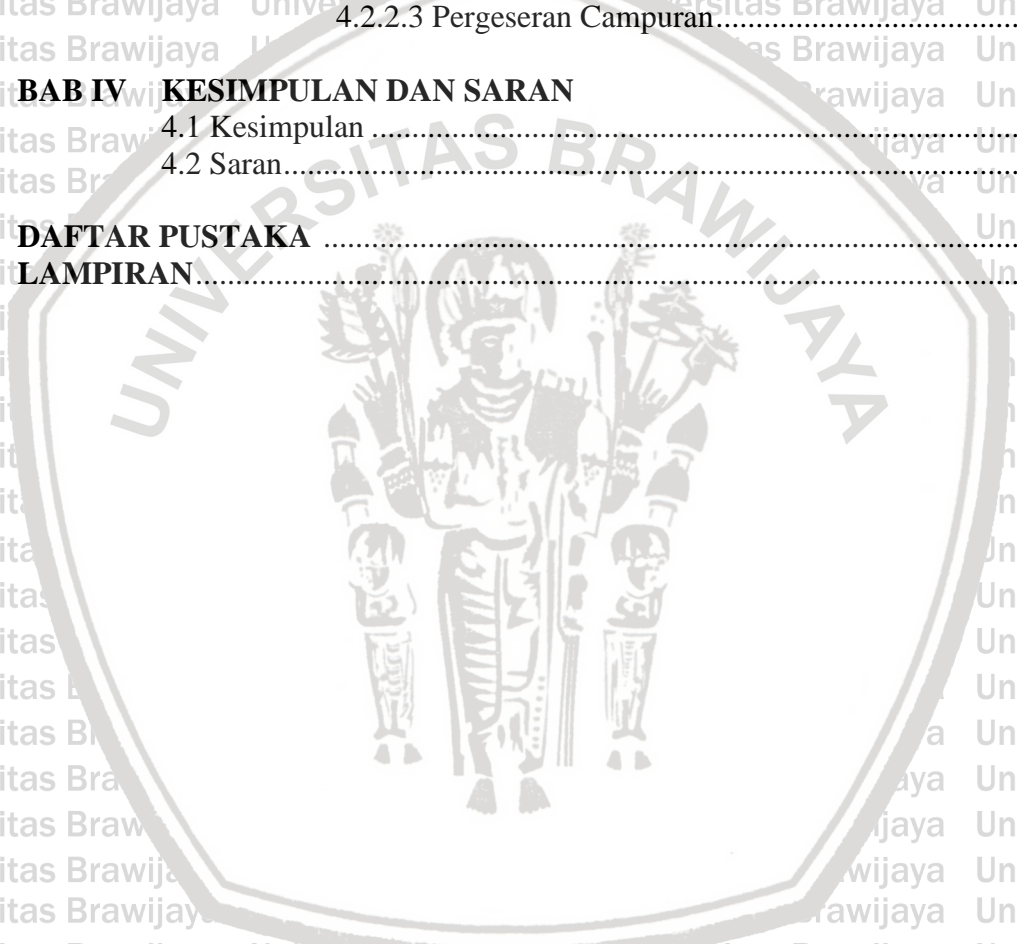 4.2.2.3 Pergeseran Campuran
BAB IV KESIMPULAN DAN SARAN
4.1 Kesimpulan
4.2 Saran
DAFTAR PUSTAKA
LAMPIRAN
UNIVERSITAS BRAWIJAYA